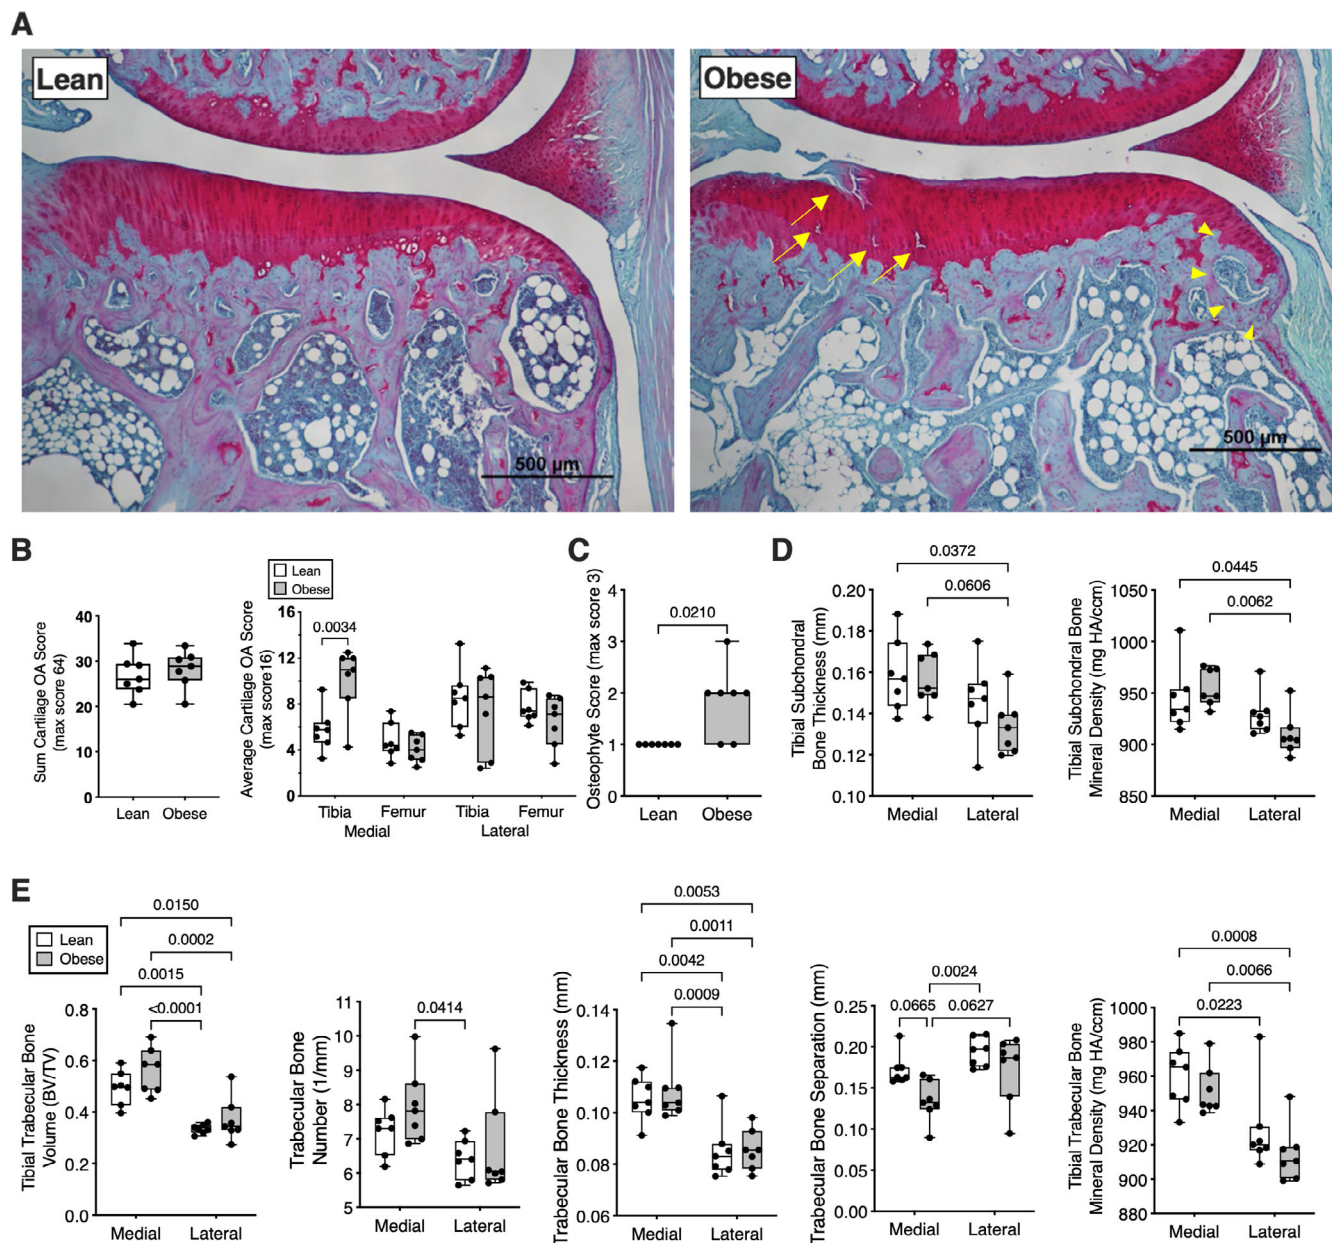 A
Lean
500 µm
Obese
500 µm
B
Sum Cartilage OA Score
(max score 64)
40
30
20
10
0
Lean
Obese
Lean
Obese
Average Cartilage OA Score
(max score16)
16
12
8
4
0
0.0034
Tibia
Femur
Tibia
Femur
Medial
Lateral
C
Osteophyte Score (max score 3)
4
3
2
1
0
0.0210
Lean
Obese
D
Tibial Subchondral
Bone Thickness (mm)
0.20
0.18
0.16
0.14
0.12
0.10
0.0372
0.0606
Medial
Lateral
Tibial Subchondral Bone
Mineral Density (mg HA/ccm)
1050
1000
950
900
850
0.0445
0.0062
Medial
Lateral
E
Lean
Obese
Tibial Trabecular Bone
Volume (BV/TV)
0.8
0.6
0.4
0.2
0.0
0.0150
0.0002
0.0015
<0.0001
Medial
Lateral
Trabecular Bone
Number (1/mm)
11
10
9
8
7
6
5
0.0414
Medial
Lateral
Trabecular Bone Thickness (mm)
0.14
0.12
0.10
0.08
0.06
0.0053
0.0011
0.0042
0.0009
Medial
Lateral
Trabecular Bone Separation (mm)
0.25
0.20
0.15
0.10
0.05
0.00
0.0024
0.0665
0.0627
Medial
Lateral
Tibial Trabecular Bone
Mineral Density (mg HA/ccm)
1000
980
960
940
920
900
880
0.0008
0.0066
0.0223
Medial
Lateral